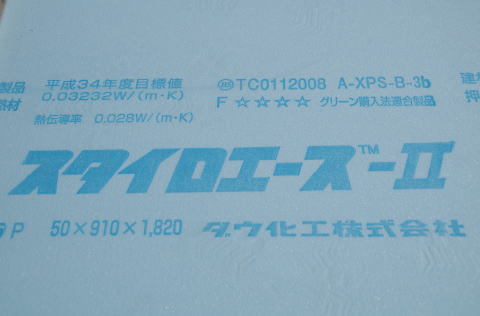 製品 平成34年度目標値 JIS TC0112008 A-XPS-B-3b 建
熱材 0.03232W/(m・K) F☆☆☆☆ グリーン購入法適合製品 押
熱伝導率 0.028W/(m・K)
スタイロエース™-II
P 50×910×1,820 ダウ化工株式会社